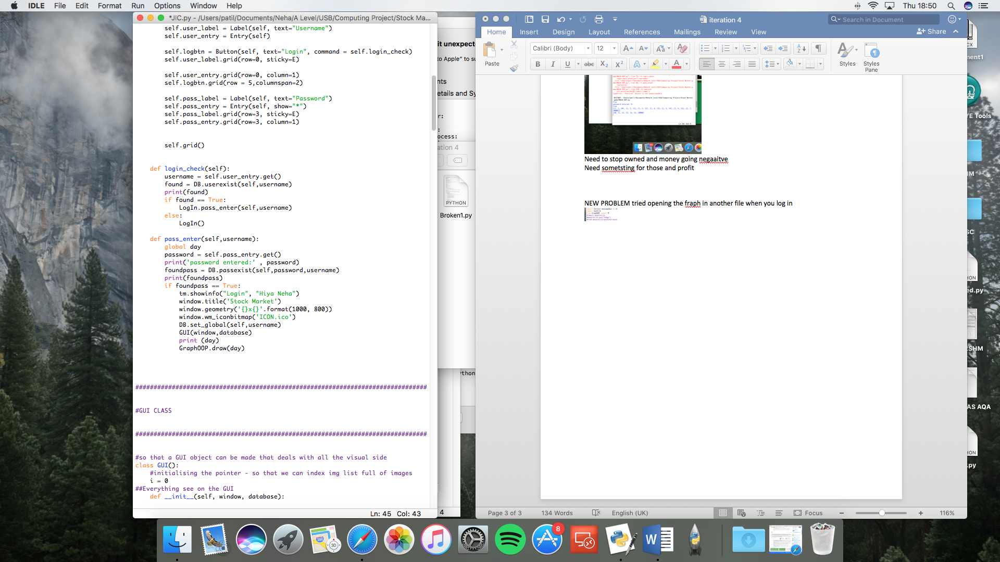 IDLE File Edit Format Run Options Window Help
Thu 18:50
*JIC.py - /Users/patil/Documents/Neha/A Level/USB/Computing Project/Stock Ma...
self.user_label = Label(self, text="Username")
self.user_entry = Entry(self)
self.logbtn = Button(self, text="Login", command = self.login_check)
self.user_label.grid(row=0, sticky=E)
self.user_entry.grid(row=0, column=1)
self.logbtn.grid(row = 5,columnspan=2)
self.pass_label = Label(self, text="Password")
self.pass_entry = Entry(self, show="*")
self.pass_label.grid(row=3, sticky=E)
self.pass_entry.grid(row=3, column=1)
self.grid()
def login_check(self):
username = self.user_entry.get()
found = DB.userexist(self,username)
print(found)
if found == True:
LogIn.pass_enter(self,username)
else:
LogIn()
def pass_enter(self,username):
global day
password = self.pass_entry.get()
print('password entered:' , password)
foundpass = DB.passexist(self,password,username)
print(foundpass)
if foundpass == True:
tm.showinfo("Login", "Hiya Neha")
window.title('Stock Market')
window.geometry('{}x{}'.format(1000, 800))
window.wm_iconbitmap('ICON.ico')
DB.set_global(self,username)
GUI(window,database)
print (day)
GraphOOP.draw(day)
################################################################################
#GUI CLASS
################################################################################
#so that a GUI object can be made that deals with all the visual side
class GUI():
#initialising the pointer - so that we can index img list full of images
i = 0
##Everything see on the GUI
def __init__(self, window, database):
Ln: 45 Col: 43
it unexpect
to Apple" to su
nts
etails and Sy
r:
:
ocess:
ation 4
PYTHON
Broken1.py
thon
4
iteration 4
Search in Document
Home Insert Design Layout References Mailings Review View
Share
Paste
Calibri (Body) 12
B I U abc X2 X2 A A
Styles
Styles Pane
Need to stop owned and money going negaaitve
Need sometsting for those and profit
NEW PROBLEM tried opening the fraph in another file when you log in
Page 3 of 3 134 Words English (UK) Focus 116%
CX
ment1
YE Tools
IM
SC
HON
ed.py
RSHM
AS AQA
HON
.py
3D
8
W